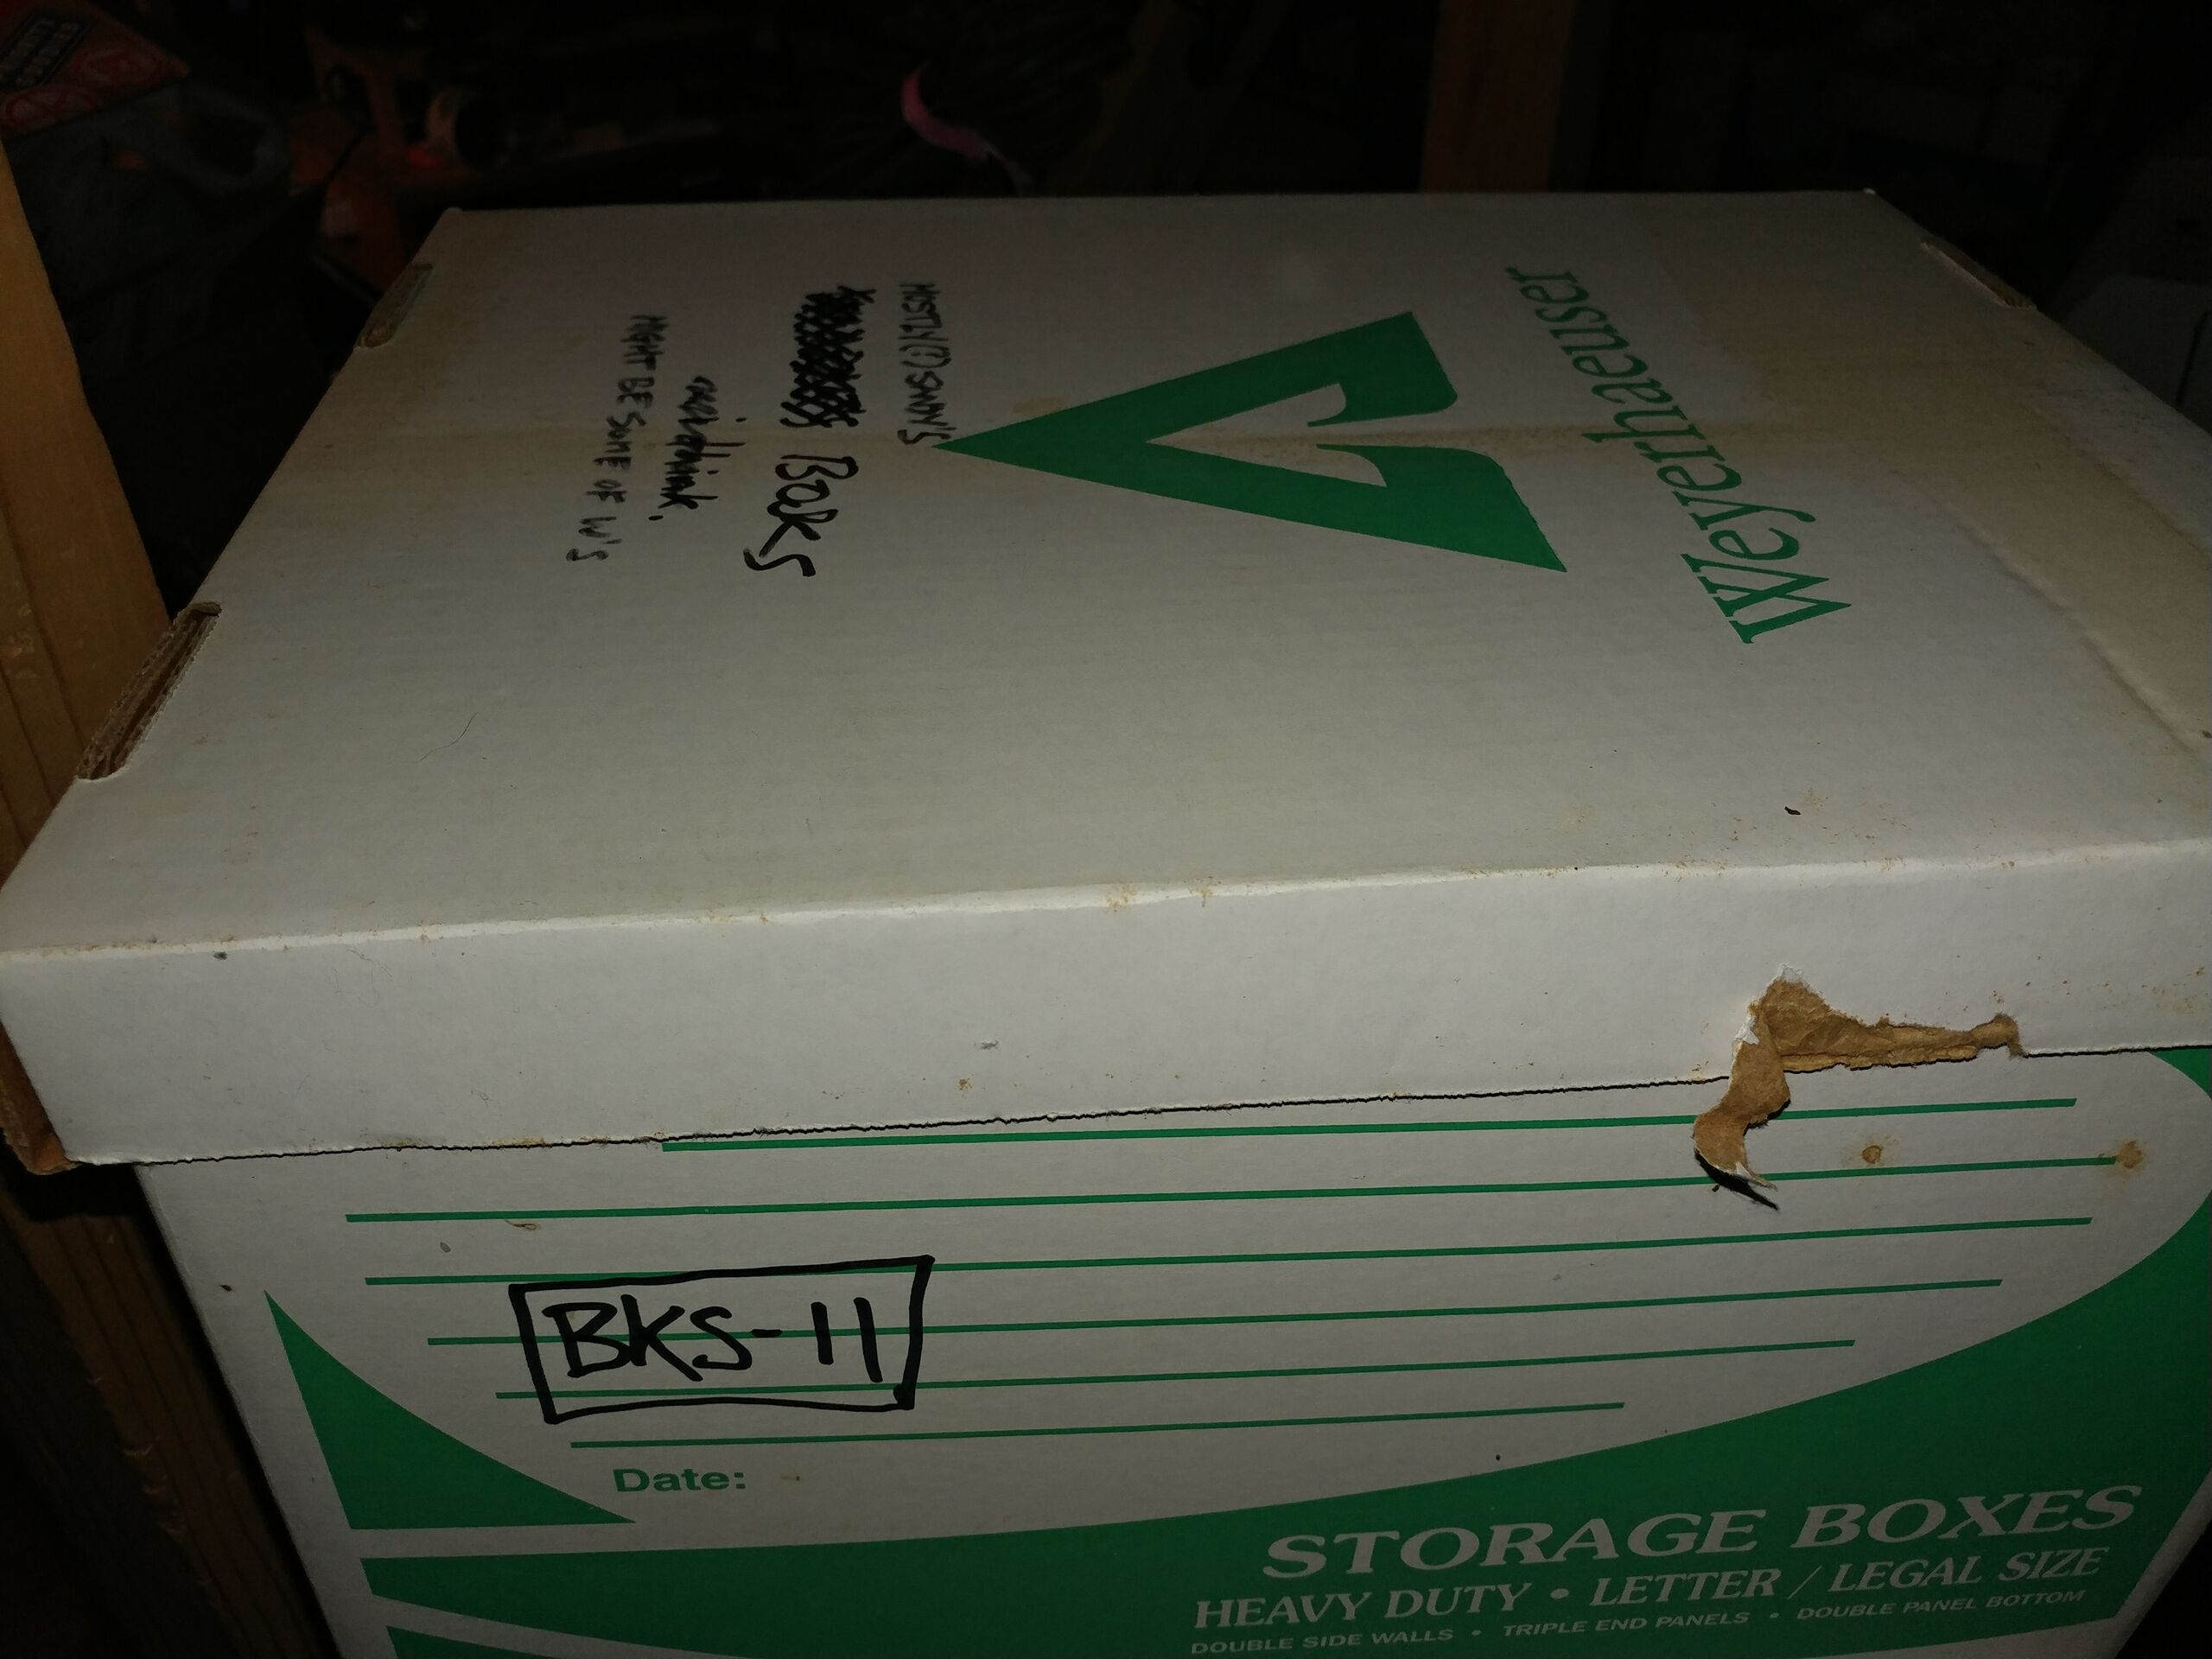 Weyerhaeuser
MOSTLY(?) SANDY'S
Books
MIGHT BE SOME OF W'S
BKS-11
Date:
STORAGE BOXES
HEAVY DUTY • LETTER / LEGAL SIZE
DOUBLE SIDE WALLS • TRIPLE END PANELS • DOUBLE PANEL BOTTOM